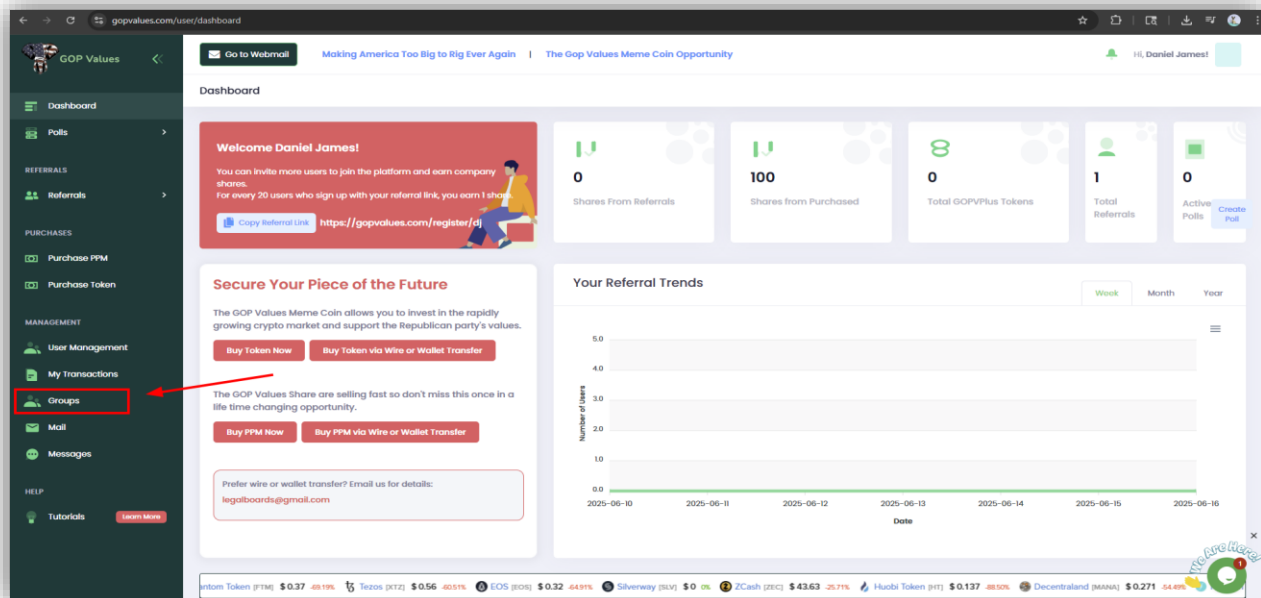 gopvalues.com/user/dashboard
GOP Values
Go to Webmail
Making America Too Big to Rig Ever Again | The Gop Values Meme Coin Opportunity
Hi, Daniel James!
Dashboard
Dashboard
Polls
REFERRALS
Referrals
PURCHASES
Purchase PPM
Purchase Token
MANAGEMENT
User Management
My Transactions
Groups
Mail
Messages
HELP
Tutorials
Learn More
Welcome Daniel James!
You can invite more users to join the platform and earn company
shares.
For every 20 users who sign up with your referral link, you earn 1 share.
Copy Referral Link
https://gopvalues.com/register/dj
0
Shares From Referrals
100
Shares from Purchased
0
Total GOPVPlus Tokens
1
Total
Referrals
0
Active
Polls
Create
Poll
Secure Your Piece of the Future
The GOP Values Meme Coin allows you to invest in the rapidly
growing crypto market and support the Republican party's values.
Buy Token Now
Buy Token via Wire or Wallet Transfer
The GOP Values Share are selling fast so don't miss this once in a
life time changing opportunity.
Buy PPM Now
Buy PPM via Wire or Wallet Transfer
Prefer wire or wallet transfer? Email us for details:
legalboards@gmail.com
Your Referral Trends
Week
Month
Year
Number of Users
5.0
4.0
3.0
2.0
1.0
0.0
2025-06-10 2025-06-11 2025-06-12 2025-06-13 2025-06-14 2025-06-15 2025-06-16
Date
We Are Here!
1
antom Token [FTM] $0.37 -69.19% Tezos [XTZ] $0.56 -60.51% EOS [EOS] $0.32 -64.91% Silverway [SLV] $0 0% ZCash [ZEC] $43.63 -25.71% Huobi Token [HT] $0.137 -88.50% Decentraland [MANA] $0.271 -54.49%